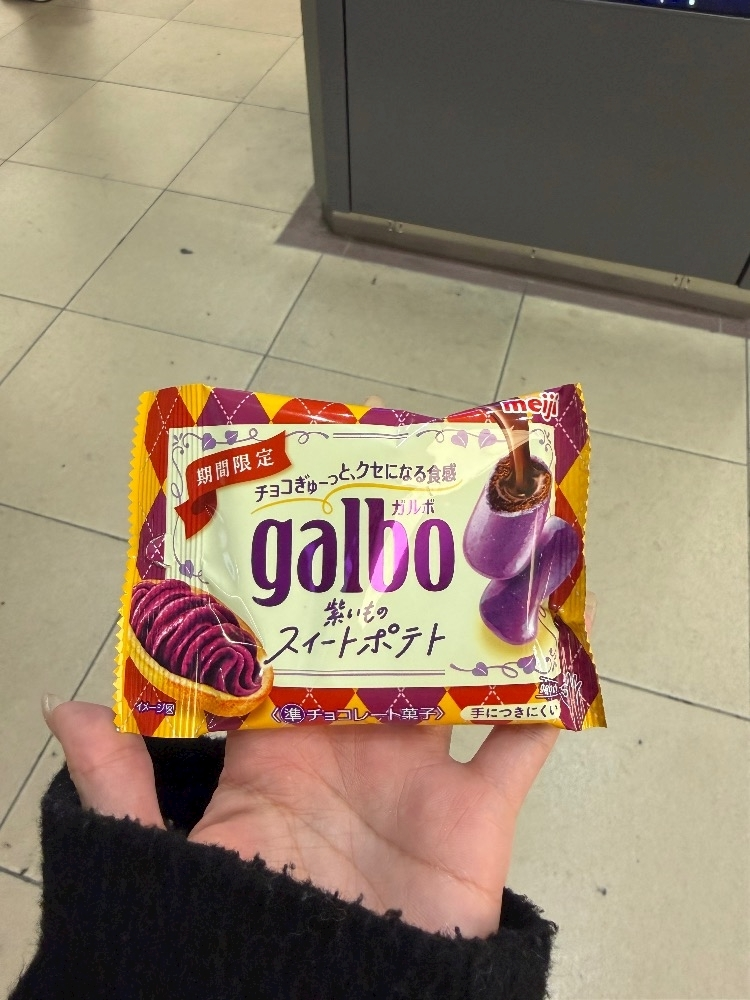 meiji
期間限定
チョコぎゅーっと、クセになる食感
ガルボ
galbo
紫いもの
スイートポテト
イメージ図
〈準チョコレート菓子〉
手につきにくい